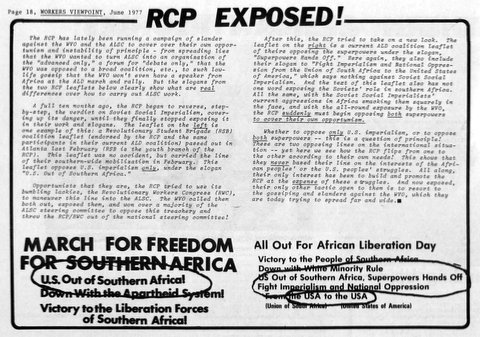 Page 18, WORKERS VIEWPOINT, June 1977
RCP EXPOSED!
The RCP has lately been running a campaign of slander
against the WVO and the ALSC to cover over their own oppor-
tunism and instability of principle. From spreading lies
that the WVO wanted to turn ALSC into an organization of
the "advanced only," a forum for "debate only," that the
WVO was opposed to a broad coalition, etc., to such low-
life gossip that the WVO won't even have a speaker from
Africa at the ALD march and rally. But the slogans from
the two RCP leaflets below clearly show what are real
differences over how to carry out ALSC work.
A full ten months ago, the RCP began to reverse, step-
by-step, the verdict on Soviet Social Imperialism, cover-
ing up its danger, until they finally stopped exposing it
in their work and slogans. The leaflet on the left is
one example of this: a Revolutionary Student Brigade (RSB)
coalition leaflet (endorsed by the RCP and the same
participants in their current ALD coalition) passed out in
Atlanta last February (RSB is the youth branch of the
RCP). This leaflet was no accident, but carried the line
of their southern-wide mobilization in February. This
leaflet opposes US Imperialism only, under the slogan
"U.S. Out of Southern Africa."
Opportunists that they are, the RCP tried to use its
bumbling lackey, the Revolutionary Workers Congress (RWC),
to maneuver this line into the ALSC. The WVO called them
both out, exposed them, and won over a majority of the
ALSC steering committee to oppose this treachery and
threw the RCP/RWC out of the national steering committee!
After this, the RCP tried to take on a new look. The
leaflet on the right is a current ALD coalition leaflet
of theirs opposing the superpowers under the slogan,
"Superpowers Hands Off." Here again, they also include
their slogan to "Fight Imperialism and National Oppres-
sion from the Union of South Africa to the United States
of America," which says nothing against Soviet Social
Imperialism. And the text of this leaflet also has not
one word exposing the Soviets' role in southern Africa.
All the same, with the Soviet Social Imperialists'
current aggressions in Africa smacking them squarely in
the face, and with the all-round exposure by the WVO,
the RCP suddenly must begin opposing both superpowers
to cover their own opportunism.
Whether to oppose only U.S. imperialism, or to oppose
both superpowers -- this is a question of principle!
There are two opposing lines on the international situa-
tion -- yet here we see how the RCP flips from one to
the other according to their own needs! This shows that
they never based their line on the interests of the Afri-
can peoples' or the U.S. peoples' struggles. All along,
their only interest has been to build and promote the
RCP at the expense of these struggles. And now exposed,
their only other tactic open to them is to resort to
the gossiping and slanders against the WVO, which they
are today trying to spread far and wide.
MARCH FOR FREEDOM
FOR SOUTHERN AFRICA
U.S. Out of Southern Africa!
Down With the Apartheid System!
Victory to the Liberation Forces
of Southern Africa!
All Out For African Liberation Day
Victory to the People of Southern Africa
Down with White Minority Rule
US Out of Southern Africa, Superpowers Hands Off
Fight Imperialism and National Oppression
From the USA to the USA
(Union of South Africa) (United States of America)